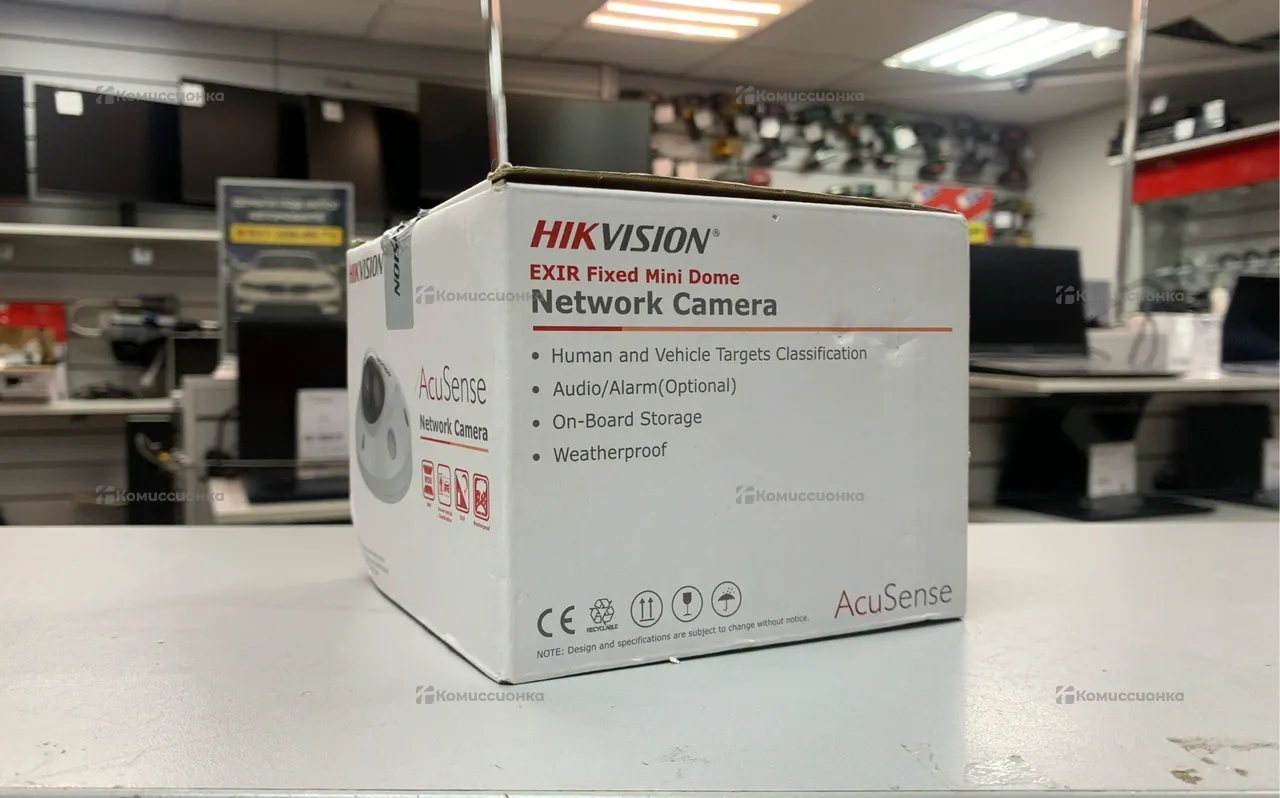 Комиссионка
Комиссионка
Комиссионка
HIKVISION®
EXIR Fixed Mini Dome
Network Camera
Human and Vehicle Targets Classification
Audio/Alarm(Optional)
On-Board Storage
Weatherproof
CE
RECYCLABLE
NOTE: Design and specifications are subject to change without notice.
AcuSense
HIKVISION
SION
AcuSense
Network Camera
Комиссионка
Комиссионка
Комиссионка
Комиссионка
Комиссионка